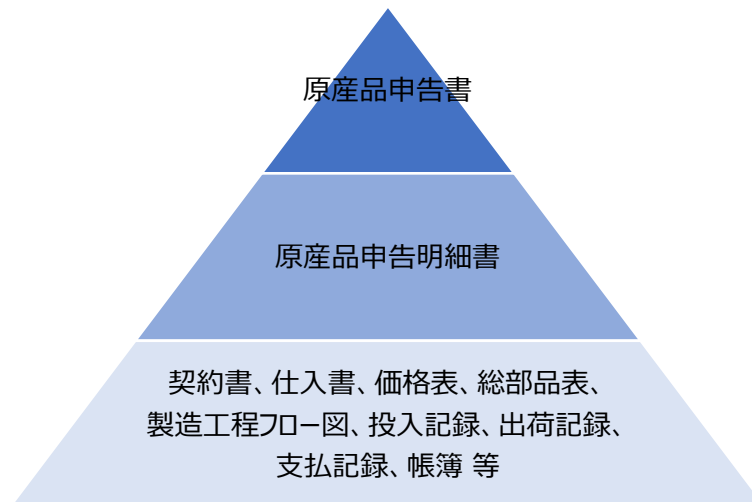 原産品申告書
原産品申告明細書
契約書、仕入書、価格表、総部品表、
製造工程フロー図、投入記録、出荷記録、
支払記録、帳簿 等